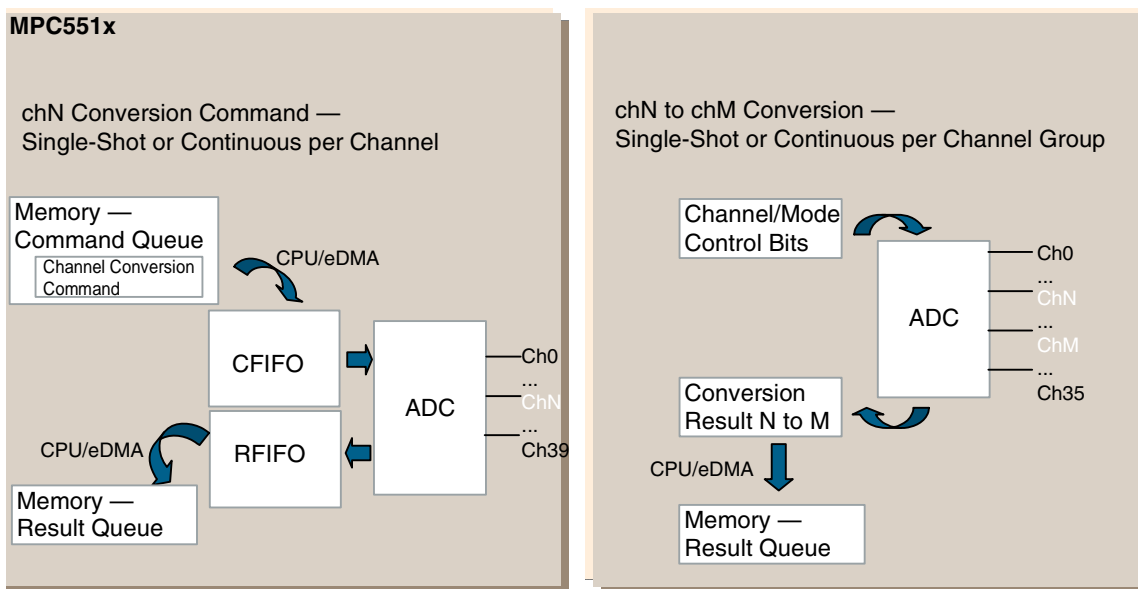 MPC551x
chN Conversion Command —
Single-Shot or Continuous per Channel
Memory —
Command Queue
Channel Conversion
Command
CPU/eDMA
CFIFO
ADC
Ch0
...
ChN
...
Ch39
RFIFO
CPU/eDMA
Memory —
Result Queue
chN to chM Conversion —
Single-Shot or Continuous per Channel Group
Channel/Mode
Control Bits
ADC
Ch0
...
ChN
...
ChM
...
Ch35
Conversion
Result N to M
CPU/eDMA
Memory —
Result Queue